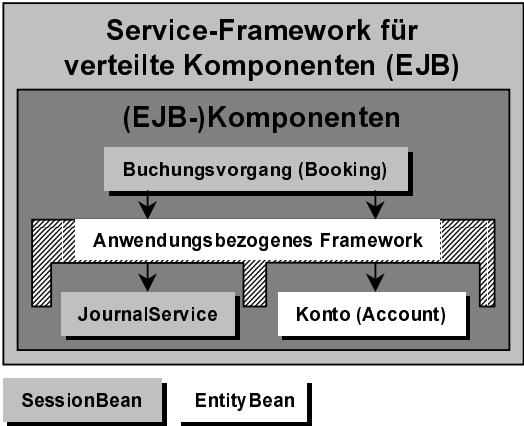 Service-Framework für
verteilte Komponenten (EJB)
(EJB-)Komponenten
Buchungsvorgang (Booking)
Anwendungsbezogenes Framework
JournalService
Konto (Account)
SessionBean
EntityBean